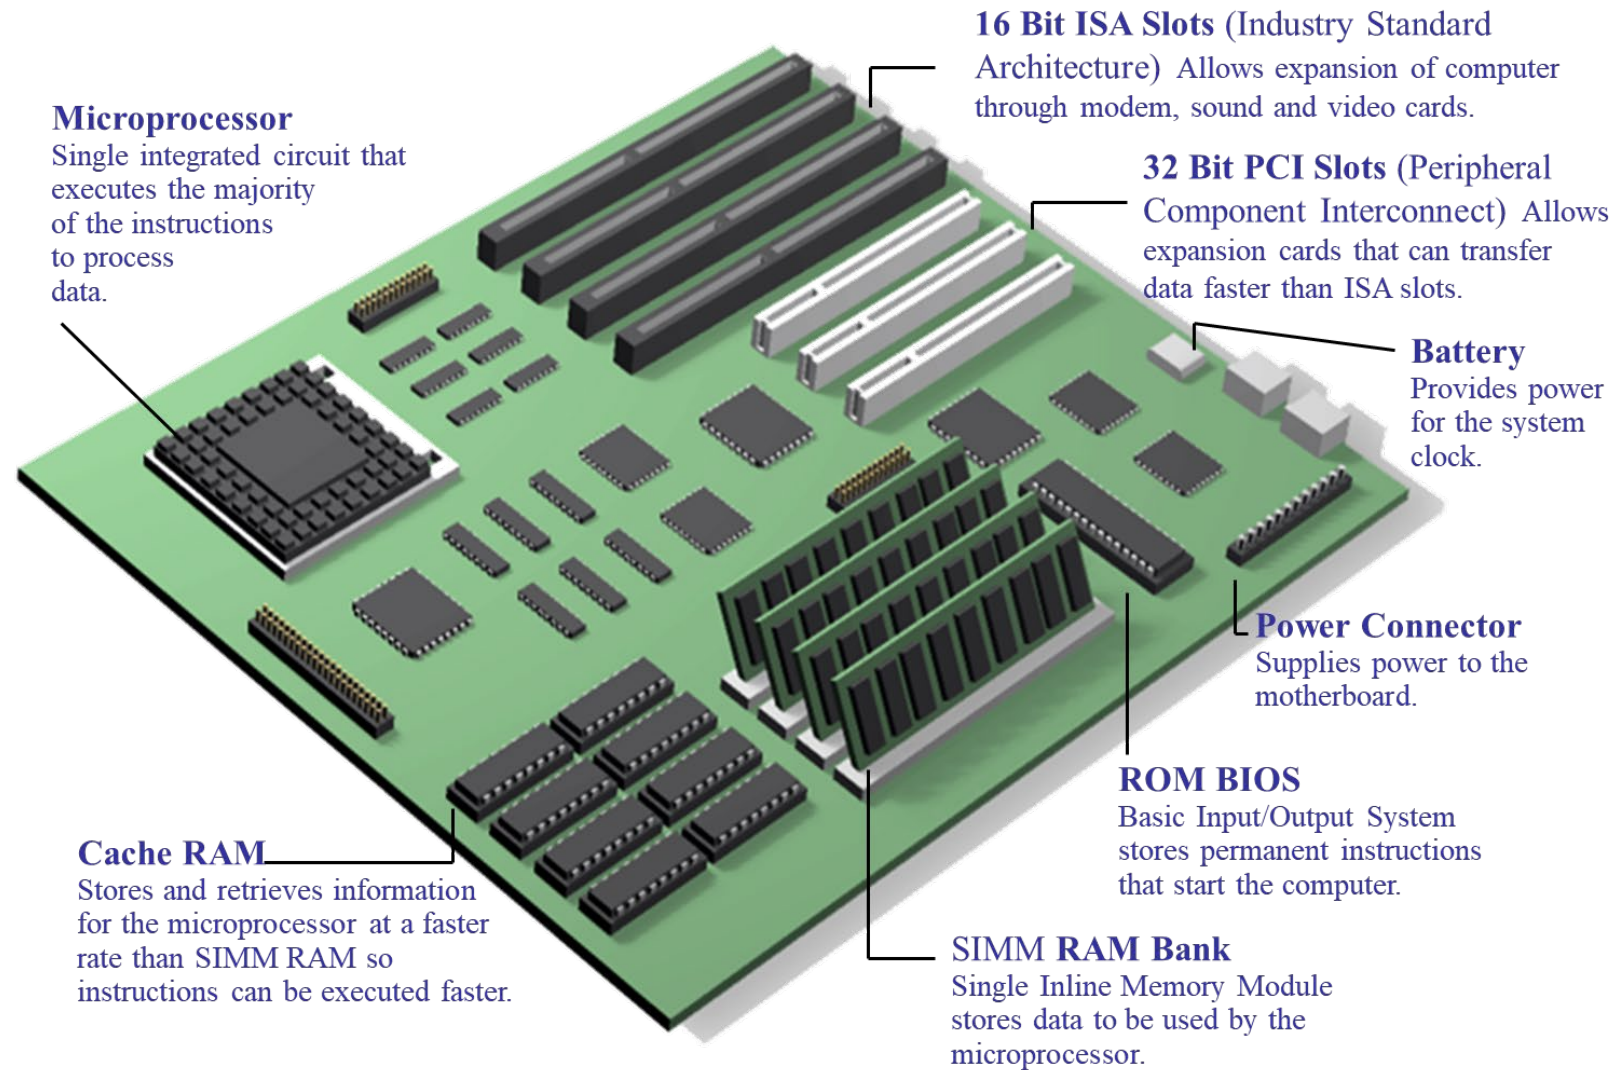 16 Bit ISA Slots (Industry Standard
Architecture) Allows expansion of computer
through modem, sound and video cards.
Microprocessor
Single integrated circuit that
executes the majority
of the instructions
to process
data.
32 Bit PCI Slots (Peripheral
Component Interconnect) Allows
expansion cards that can transfer
data faster than ISA slots.
Battery
Provides power
for the system
clock.
Power Connector
Supplies power to the
motherboard.
ROM BIOS
Basic Input/Output System
stores permanent instructions
that start the computer.
Cache RAM
Stores and retrieves information
for the microprocessor at a faster
rate than SIMM RAM so
instructions can be executed faster.
SIMM RAM Bank
Single Inline Memory Module
stores data to be used by the
microprocessor.